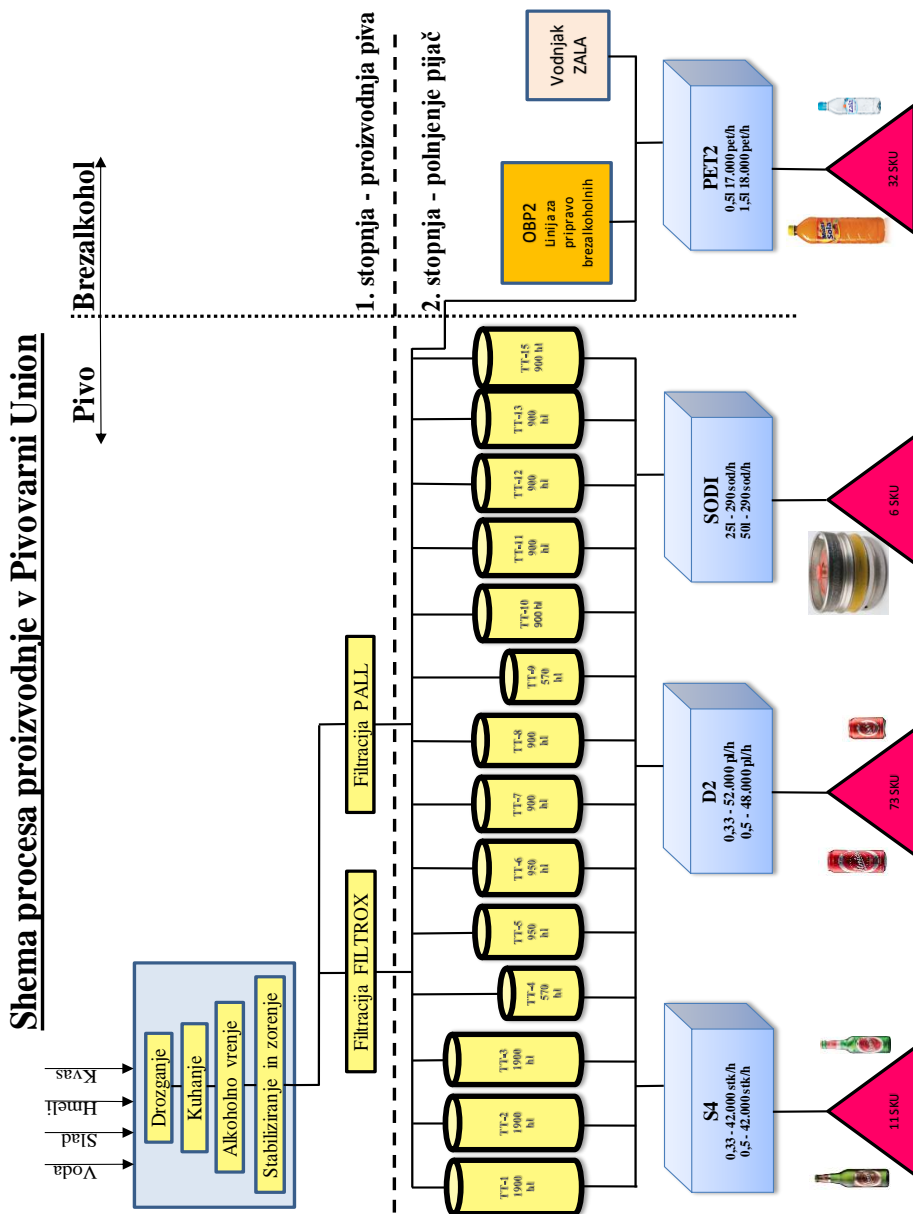 Shema procesa proizvodnje v Pivovarni Union
Pivo
Brezalkohol
Voda
Slad
Hmelj
Kvas
Drozganje
Kuhanje
Alkoholno vrenje
Stabiliziranje in zorenje
Filtracija FILTROX
Filtracija PALL
1. stopnja - proizvodnja piva
2. stopnja - polnjenje pijač
TT-1
1900
hl
TT-2
1900
hl
TT-3
1900
hl
TT-4
570
hl
TT-5
950
hl
TT-6
950
hl
TT-7
900
hl
TT-8
900
hl
TT-9
570
hl
TT-10
900 hl
TT-11
900
hl
TT-12
900
hl
TT-13
900
hl
TT-15
900 hl
OBP2
Linija za
pripravo
brezalkoholnih
Vodnjak
ZALA
S4
0,33 - 42.000 stk/h
0,5 - 42.000 stk/h
D2
0,33 - 52.000 pl/h
0,5 - 48.000 pl/h
SODI
25l - 290 sod/h
50l - 290 sod/h
PET2
0,5l 17.000 pet/h
1,5l 18.000 pet/h
11 SKU
73 SKU
6 SKU
32 SKU
Sola